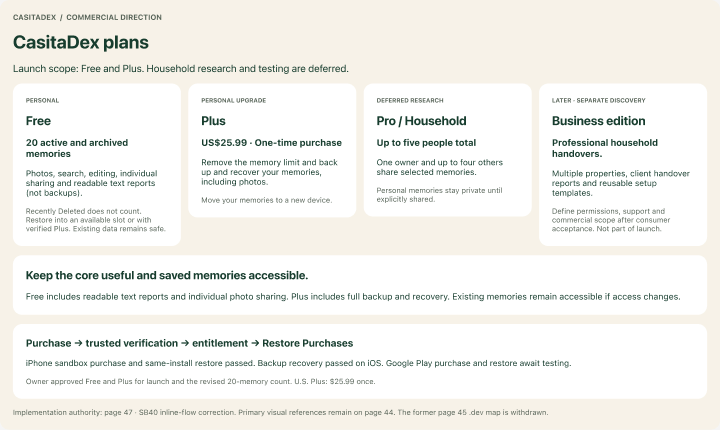 CASITADEX / COMMERCIAL DIRECTION
CasitaDex plans
Launch scope: Free and Plus. Household research and testing are deferred.
PERSONAL
Free
20 active and archived
memories
Photos, search, editing, individual
sharing and readable text reports
(not backups).
Recently Deleted does not count.
Restore into an available slot or with
verified Plus. Existing data remains safe.
PERSONAL UPGRADE
Plus
US$25.99 · One-time purchase
Remove the memory limit and back
up and recover your memories,
including photos.
Move your memories to a new device.
DEFERRED RESEARCH
Pro / Household
Up to five people total
One owner and up to four others
share selected memories.
Personal memories stay private until
explicitly shared.
LATER · SEPARATE DISCOVERY
Business edition
Professional household
handovers.
Multiple properties, client handover
reports and reusable setup
templates.
Define permissions, support and
commercial scope after consumer
acceptance. Not part of launch.
Keep the core useful and saved memories accessible.
Free includes readable text reports and individual photo sharing. Plus includes full backup and recovery. Existing memories remain accessible if access changes.
Purchase → trusted verification → entitlement → Restore Purchases
iPhone sandbox purchase and same-install restore passed. Backup recovery passed on iOS. Google Play purchase and restore await testing.
Owner approved Free and Plus for launch and the revised 20-memory count. U.S. Plus: $25.99 once.
Implementation authority: page 47 · SB40 inline-flow correction. Primary visual references remain on page 44. The former page 45 .dev map is withdrawn.